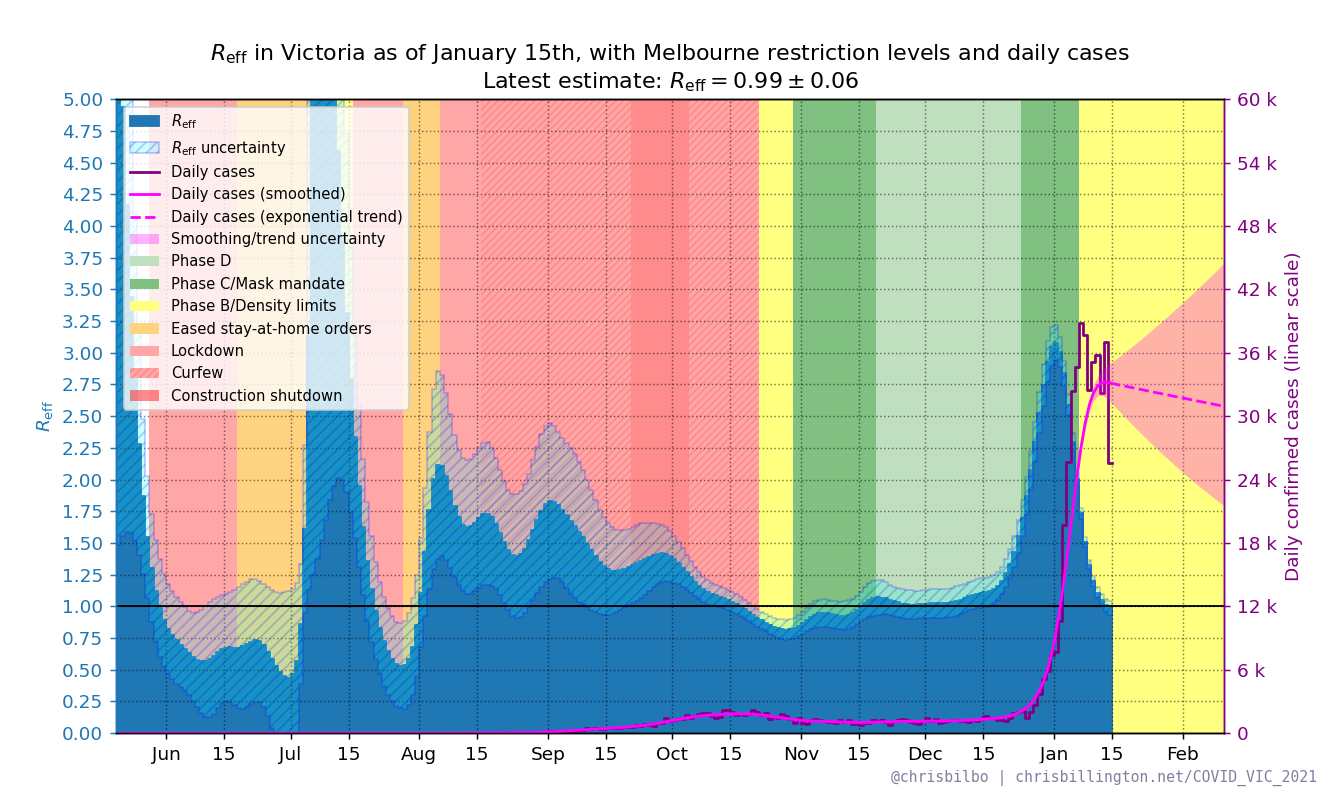 Reff in Victoria as of January 15th, with Melbourne restriction levels and daily cases
Latest estimate: Reff = 0.99 ± 0.06
Reff
5.00
4.75
4.50
4.25
4.00
3.75
3.50
3.25
3.00
2.75
2.50
2.25
2.00
1.75
1.50
1.25
1.00
0.75
0.50
0.25
0.00
Reff
Reff uncertainty
Daily cases
Daily cases (smoothed)
Daily cases (exponential trend)
Smoothing/trend uncertainty
Phase D
Phase C/Mask mandate
Phase B/Density limits
Eased stay-at-home orders
Lockdown
Curfew
Construction shutdown
60 k
54 k
48 k
42 k
36 k
30 k
24 k
18 k
12 k
6 k
0
Daily confirmed cases (linear scale)
Jun 15 Jul 15 Aug 15 Sep 15 Oct 15 Nov 15 Dec 15 Jan 15 Feb
@chrisbilbo | chrisbillington.net/COVID_VIC_2021